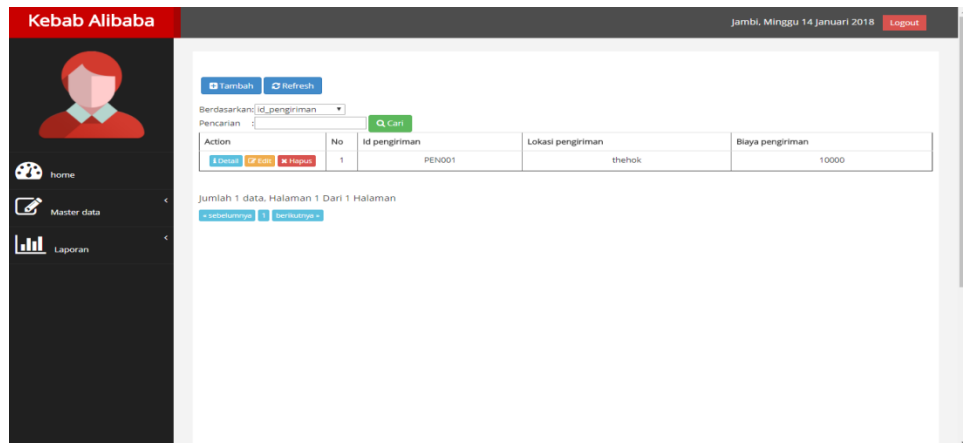 Kebab Alibaba
Jambi, Minggu 14 Januari 2018 Logout
Tambah Refresh
Berdasarkan: id_pengiriman
Pencarian : Cari
Action No Id pengiriman Lokasi pengiriman Biaya pengiriman
Detail Edit Hapus 1 PEN001 thehok 10000
home
Master data
Laporan
Jumlah 1 data, Halaman 1 Dari 1 Halaman
« sebelumnya 1 berikutnya »